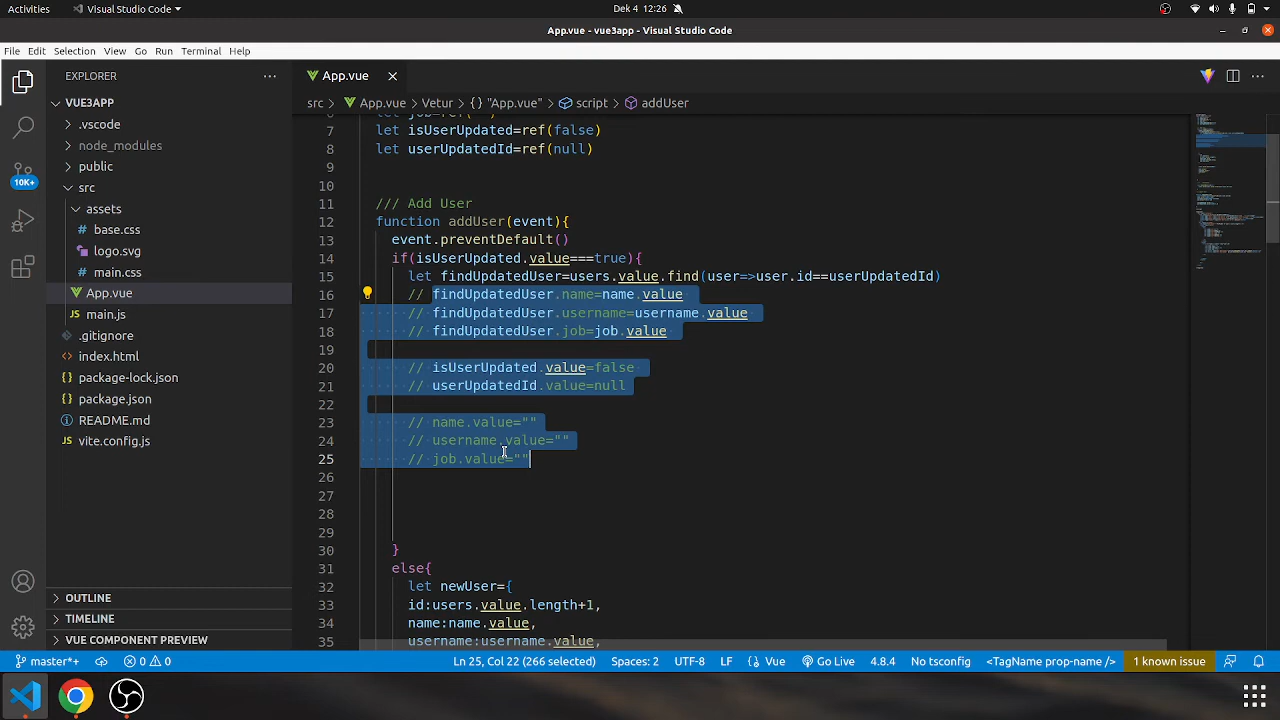 Activities
Visual Studio Code
Dek 4 12:26
App.vue - vue3app - Visual Studio Code
File Edit Selection View Go Run Terminal Help
EXPLORER
App.vue
VUE3APP
src > App.vue > Vetur > {} "App.vue" > script > addUser
.vscode
node_modules
public
src
assets
base.css
logo.svg
main.css
App.vue
main.js
.gitignore
index.html
package-lock.json
package.json
README.md
vite.config.js
OUTLINE
TIMELINE
VUE COMPONENT PREVIEW
10K+
7 let isUserUpdated=ref(false)
8 let userUpdatedId=ref(null)
9
10
11 /// Add User
12 function addUser(event){
13 event.preventDefault()
14 if(isUserUpdated.value===true){
15 let findUpdatedUser=users.value.find(user=>user.id==userUpdatedId)
16 // findUpdatedUser.name=name.value
17 // findUpdatedUser.username=username.value
18 // findUpdatedUser.job=job.value
19
20 // isUserUpdated.value=false
21 // userUpdatedId.value=null
22
23 // name.value=""
24 // username.value=""
25 // job.value=""
26
27
28
29
30 }
31 else{
32 let newUser={
33 id:users.value.length+1,
34 name:name.value,
35 username:username.value,
master*+
0 0
Ln 25, Col 22 (266 selected)
Spaces: 2
UTF-8
LF
Vue
Go Live
4.8.4
No tsconfig
<TagName prop-name />
1 known issue